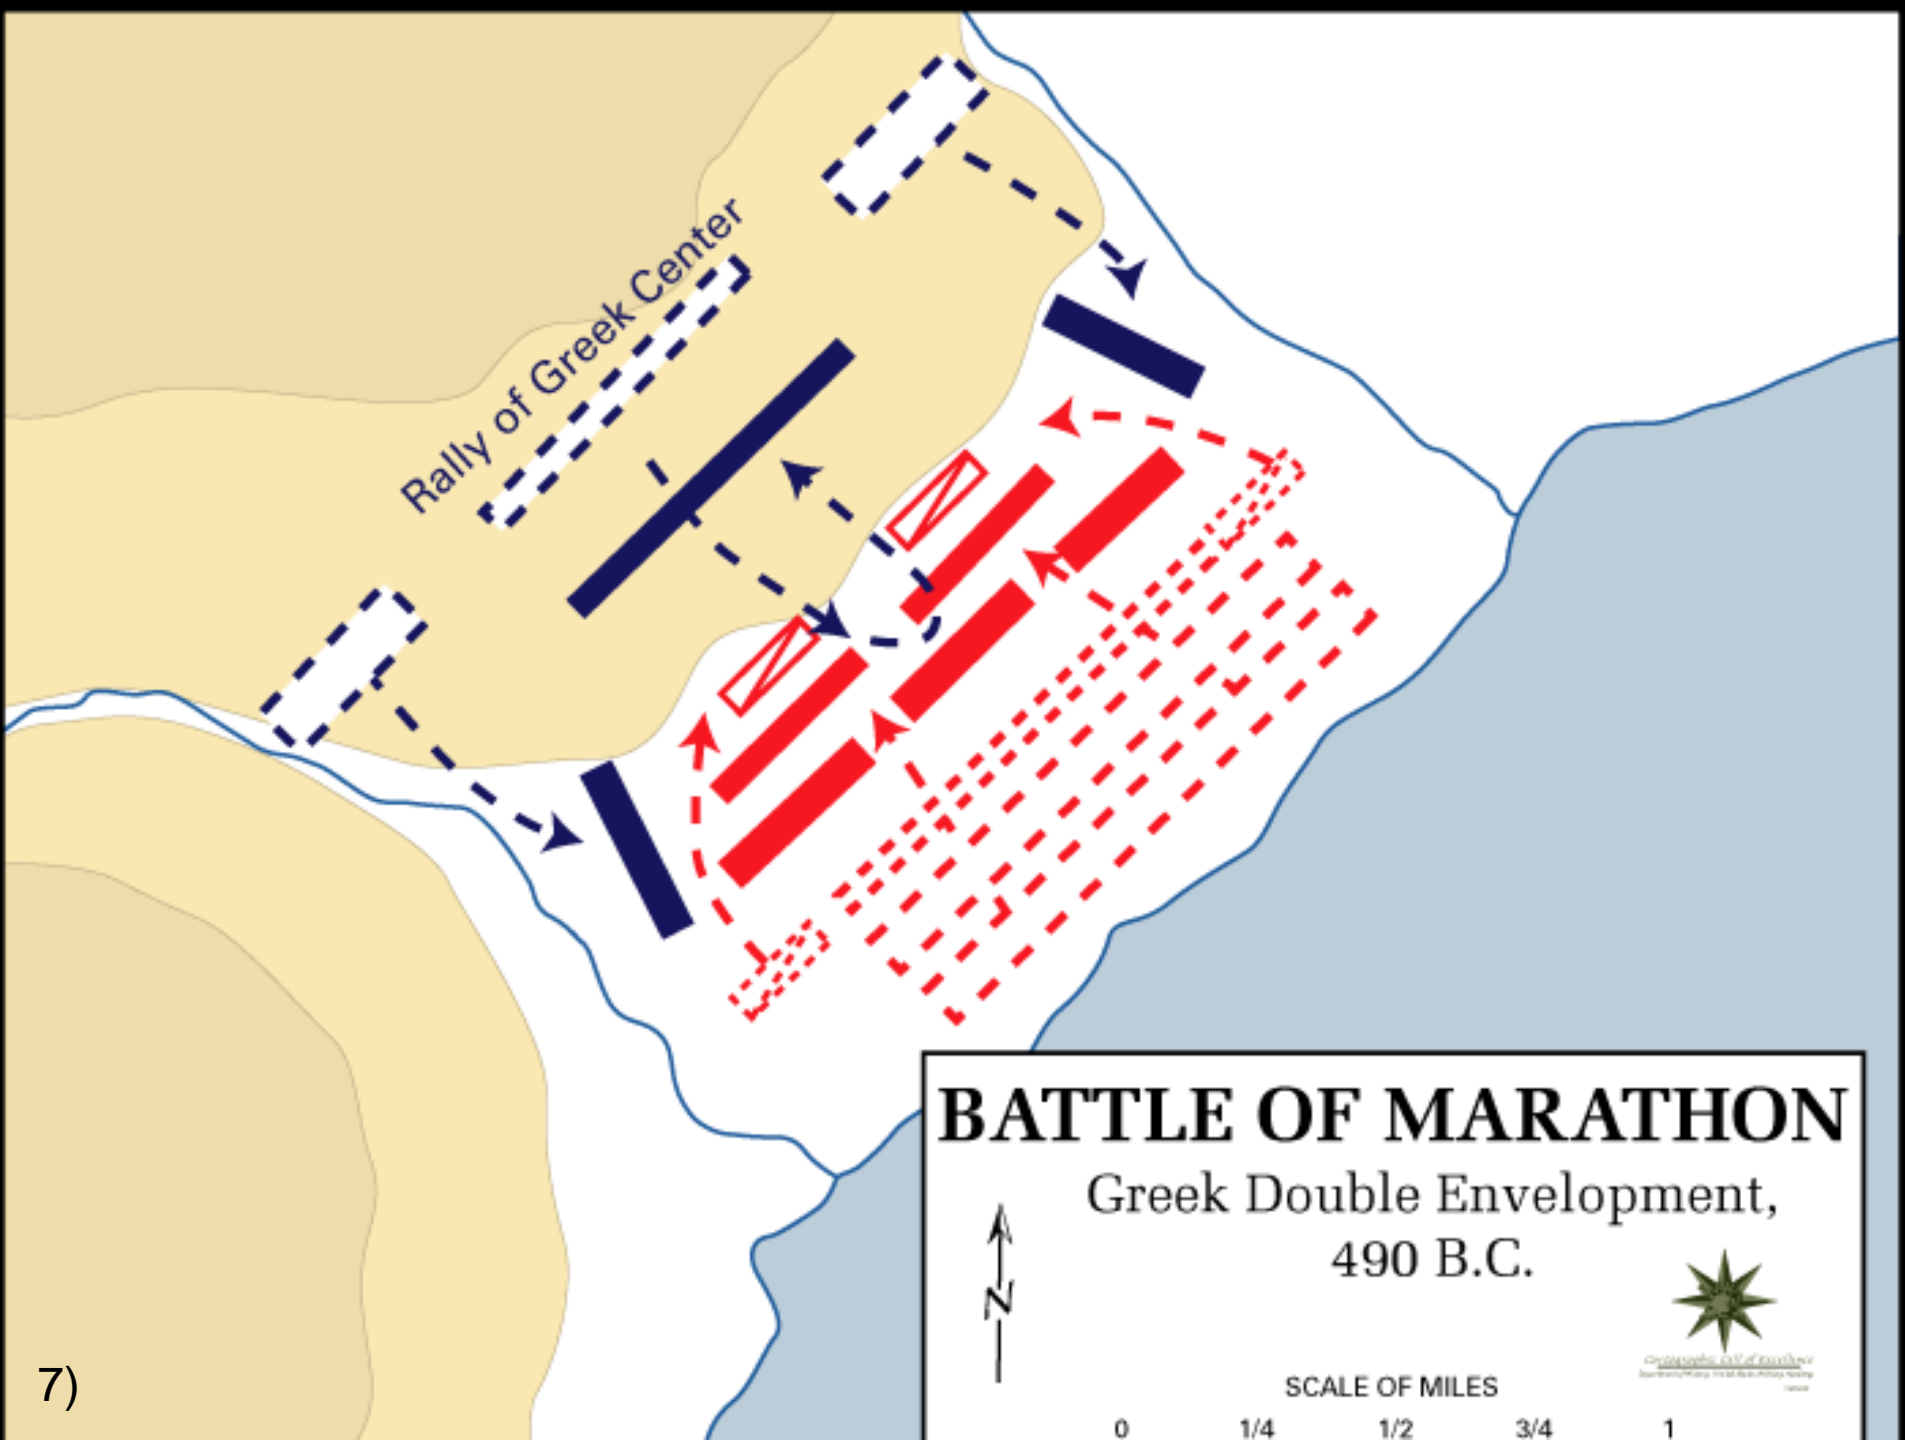 Rally of Greek Center
BATTLE OF MARATHON
Greek Double Envelopment,
490 B.C.
N
SCALE OF MILES
0 1/4 1/2 3/4 1
7)